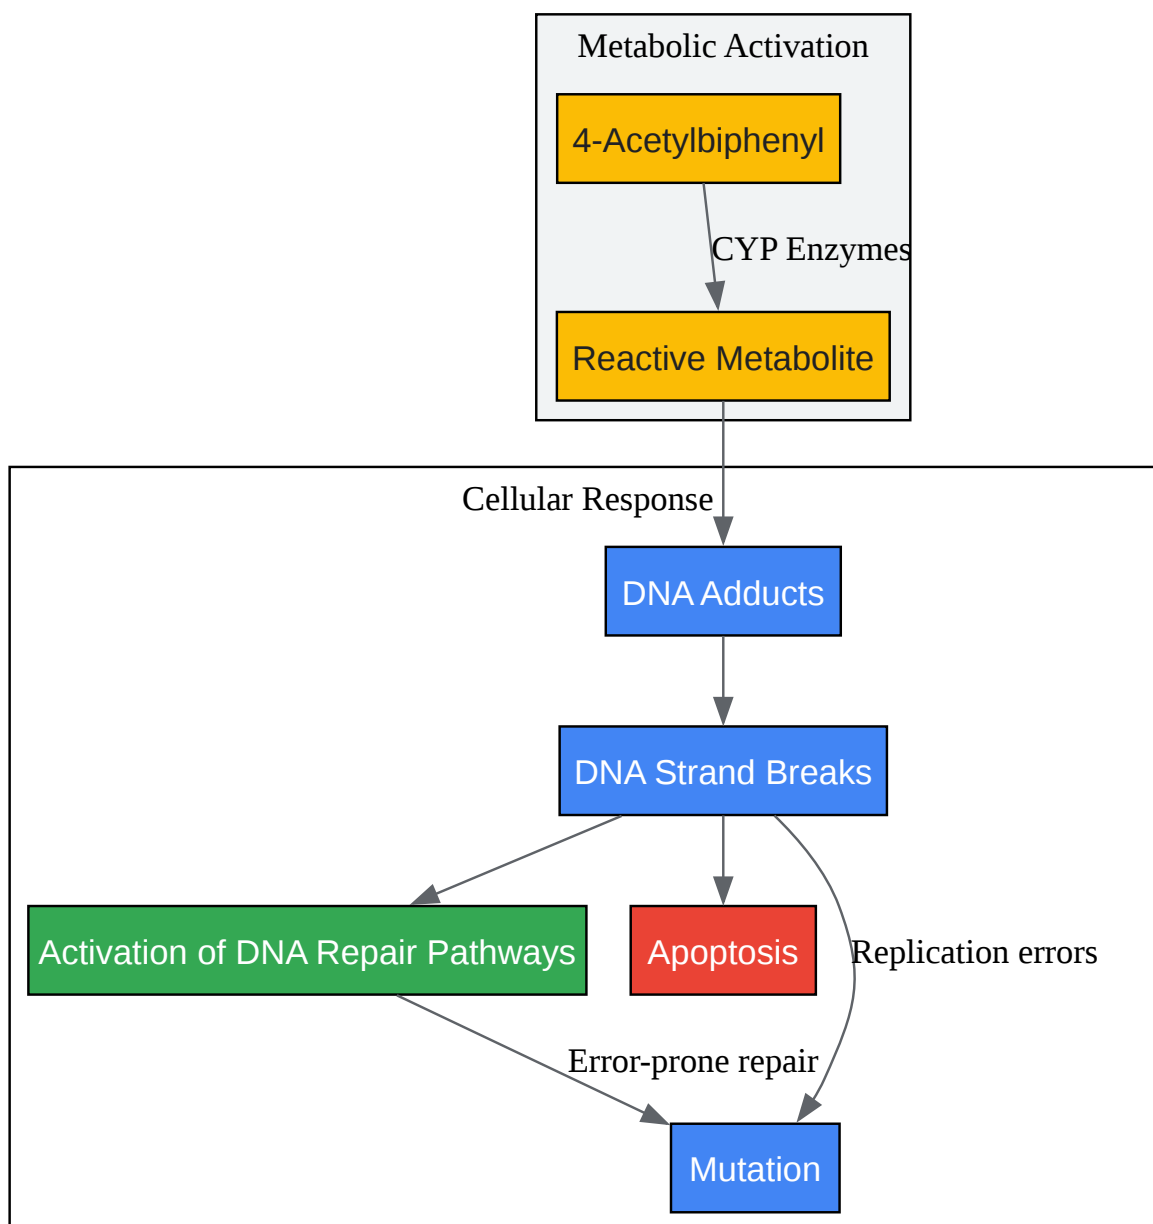 Metabolic Activation
4-Acetylbiphenyl
CYP Enzymes
Reactive Metabolite
Cellular Response
DNA Adducts
DNA Strand Breaks
Activation of DNA Repair Pathways
Apoptosis
Replication errors
Error-prone repair
Mutation